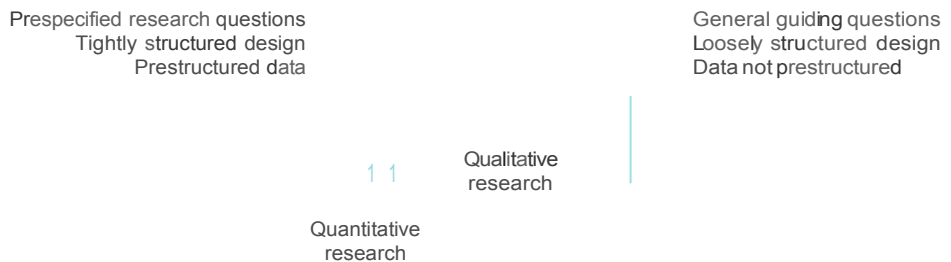 Prespecified research questions
Tightly structured design
Prestructured data
General guiding questions
Loosely structured design
Data not prestructured
Qualitative
research
Quantitative
research